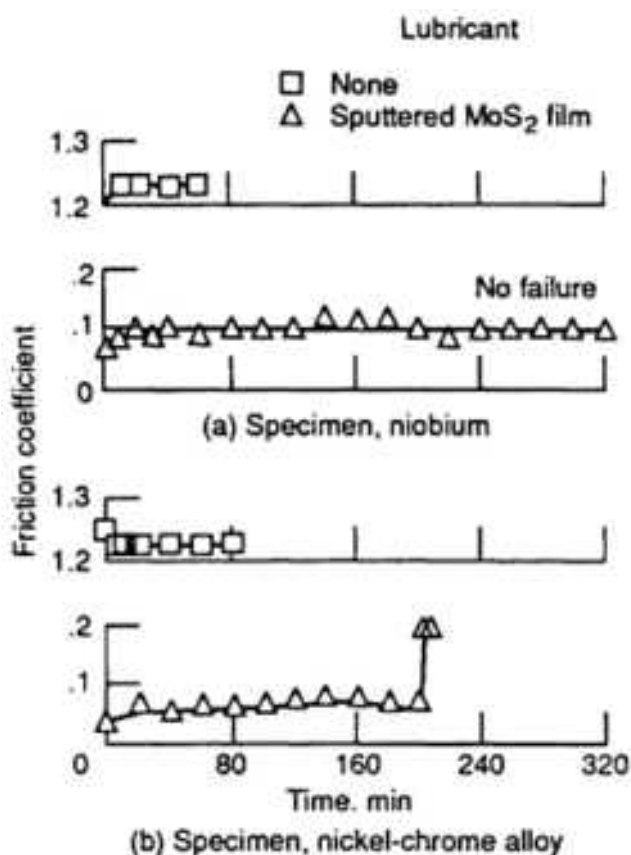 Lubricant
None
Sputtered MoS₂ film
1.3
1.2
.2
.1
0
No failure
(a) Specimen, niobium
Friction coefficient
1.3
1.2
.2
.1
0 80 160 240 320
Time. min
(b) Specimen, nickel-chrome alloy